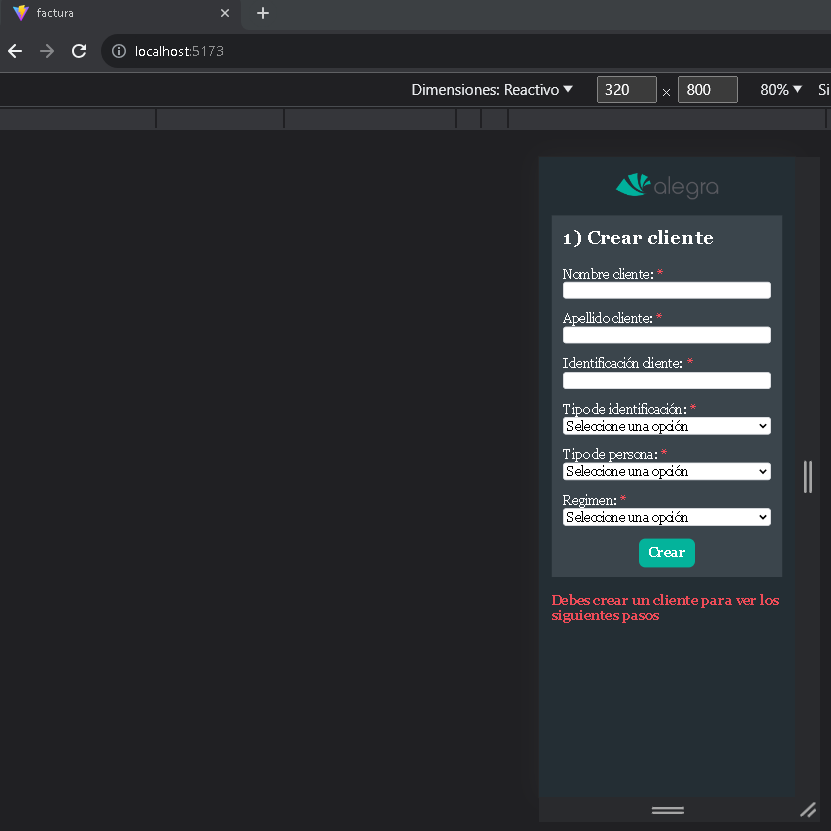 factura
localhost:5173
Dimensiones: Reactivo 320 × 800 80% Si
alegra
1) Crear cliente
Nombre cliente: *
Apellido cliente: *
Identificación cliente: *
Tipo de identificación: *
Seleccione una opción
Tipo de persona: *
Seleccione una opción
Regimen: *
Seleccione una opción
Crear
Debes crear un cliente para ver los
siguientes pasos